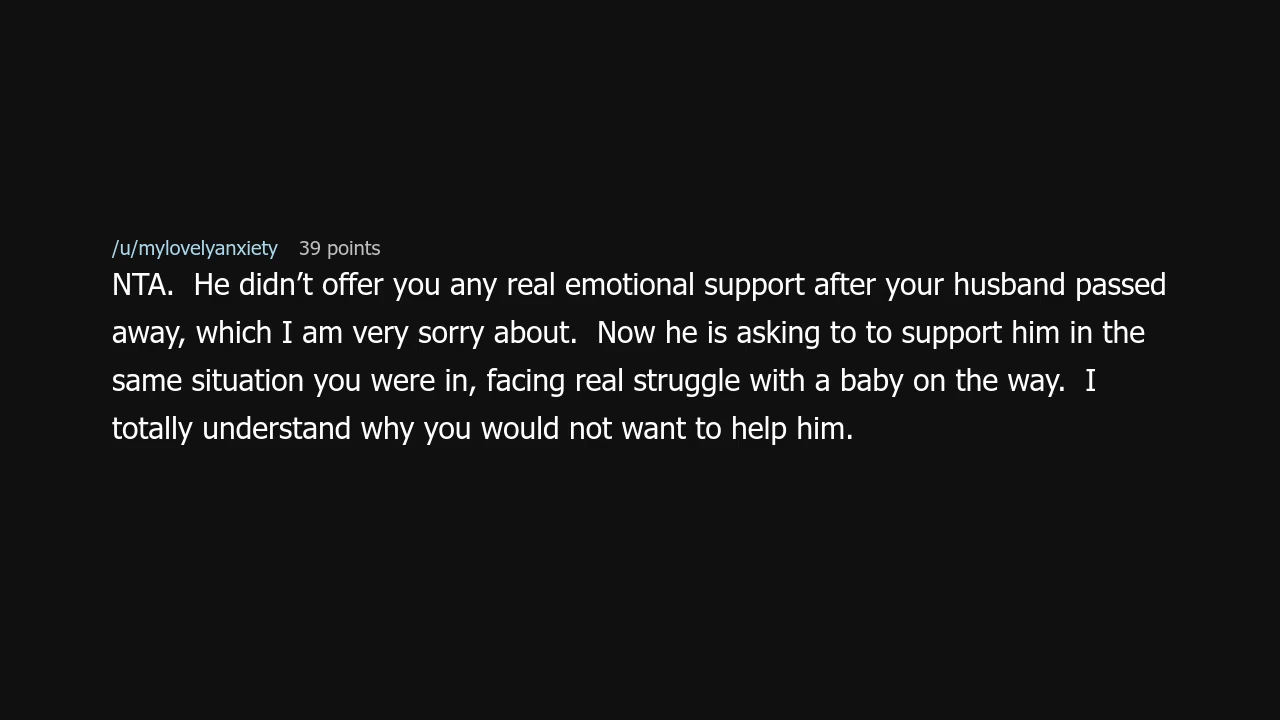 /u/mylovelyanxiety 39 points
NTA.  He didn’t offer you any real emotional support after your husband passed
away, which I am very sorry about.  Now he is asking to to support him in the
same situation you were in, facing real struggle with a baby on the way.  I
totally understand why you would not want to help him.